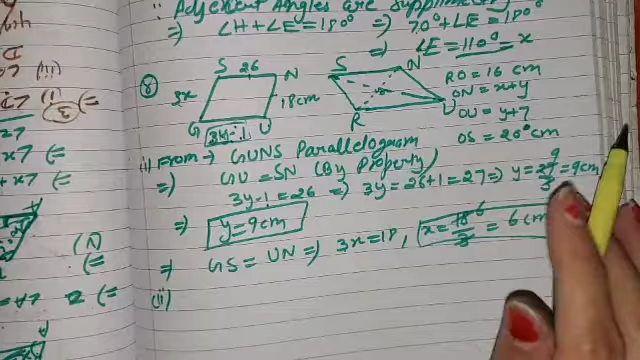 ∵ Adjecent Angles are supplim
⇒ ∠H+∠E=180° ⇒ 70°+∠E=180°
⇒ ∠E=110° = x
⑧ S 26 N
3x 18cm
G 3y-1 U
S N
R U
RO=16 cm
ON=x+y
OU=y+7
OS=20 cm
(i) From → GUNS Parallelogram
⇒ GU=SN (By Property)
3y-1=26 ⇒ 3y=26+1=27 ⇒ y=27/3=9cm
⇒ y=9cm
⇒ GS=UN ⇒ 3x=18, x=18/3=6cm
(ii)